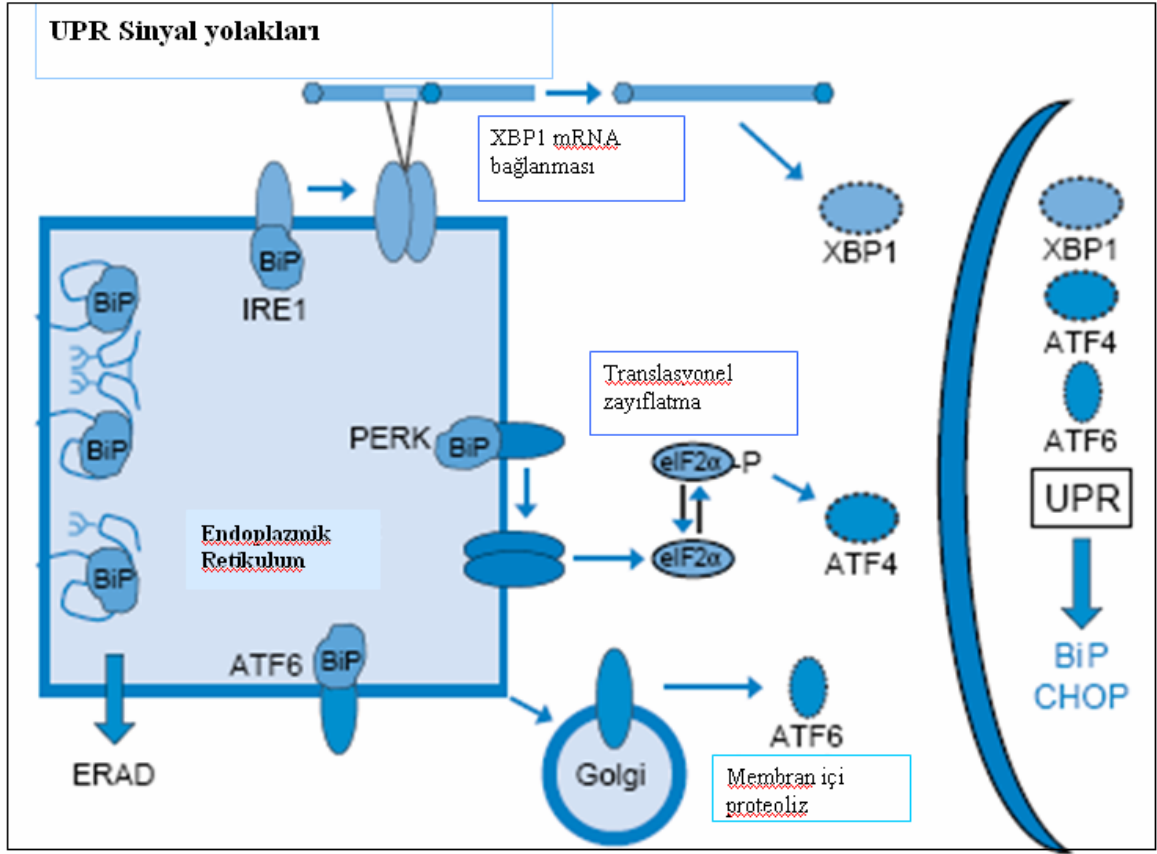 UPR Sinyal yolakları
XBP1 mRNA
bağlanması
XBP1
BiP
IRE1
BiP
BiP
BiP
PERK
BiP
Translasyonel
zayıflatma
eIF2α-P
eIF2α
ATF4
Endoplazmik
Retikulum
ATF6
BiP
ERAD
Golgi
ATF6
Membran içi
proteoliz
XBP1
ATF4
ATF6
UPR
BiP
CHOP